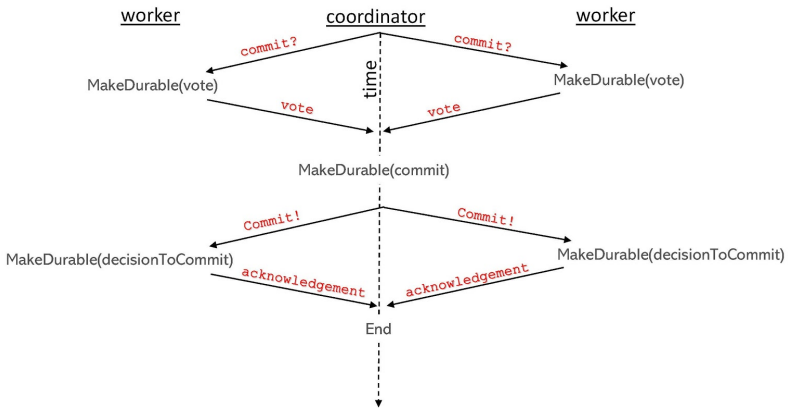 worker coordinator worker
commit? commit?
time
MakeDurable(vote) MakeDurable(vote)
vote vote
MakeDurable(commit)
Commit! Commit!
MakeDurable(decisionToCommit) MakeDurable(decisionToCommit)
acknowledgement acknowledgement
End